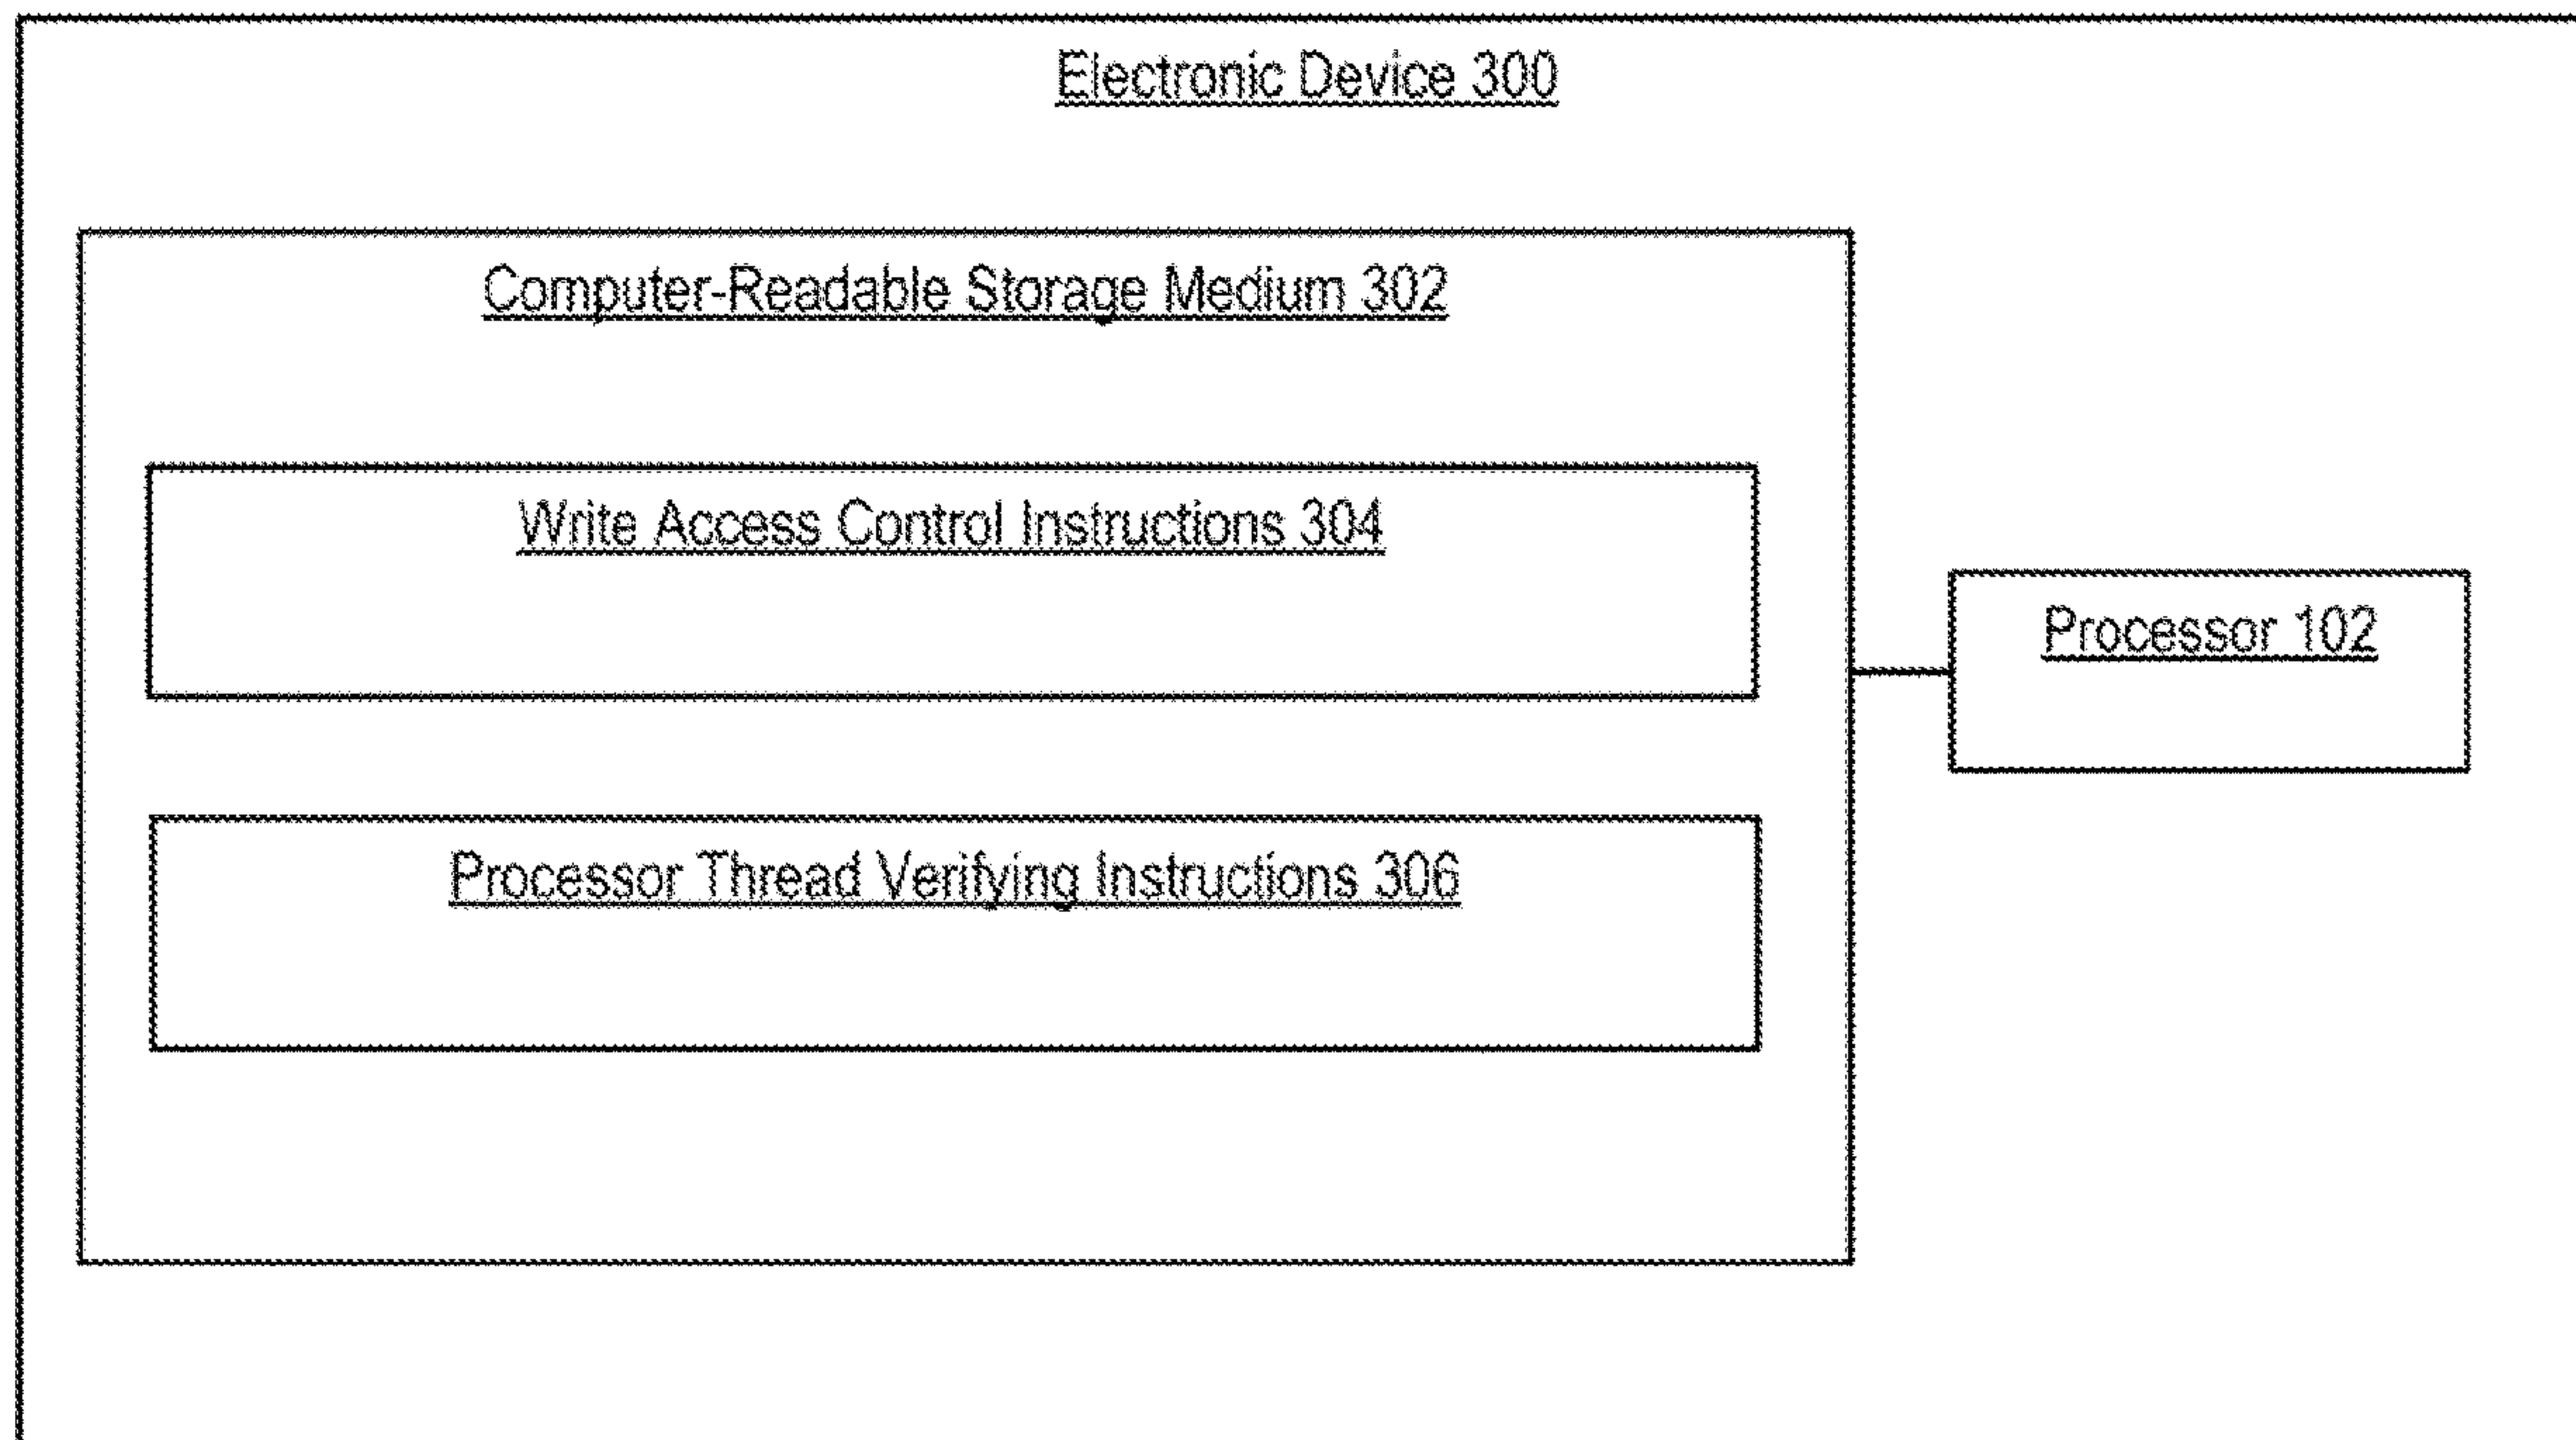 Electronic Device 300
Computer-Readable Storage Medium 302
Write Access Control Instructions 304
Processor 102
Processor Thread Verifying Instructions 306